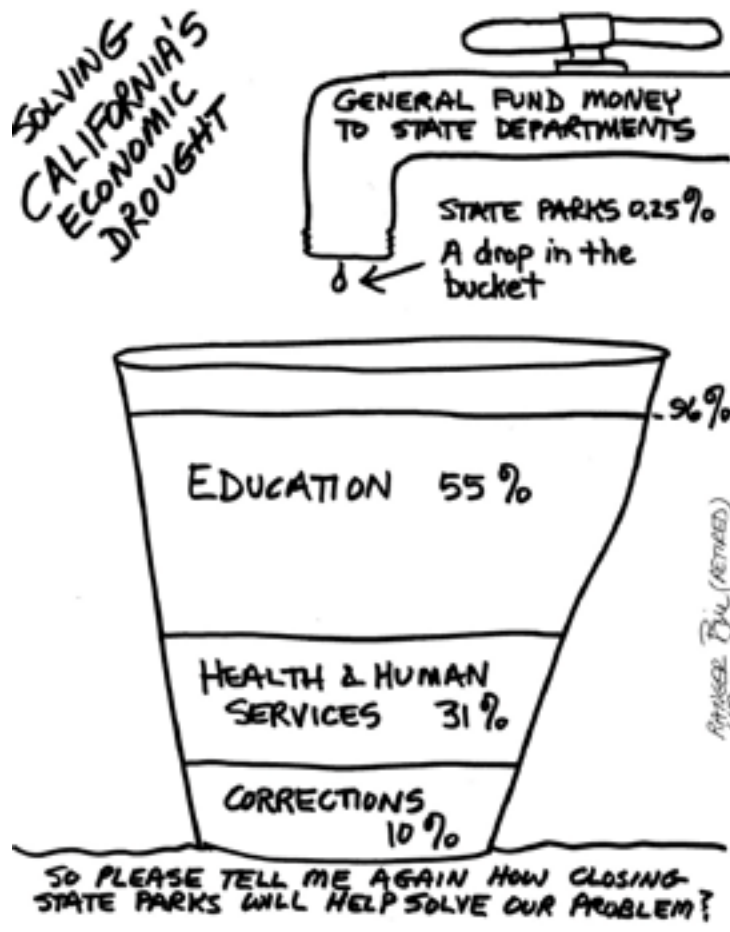 SOLVING
CALIFORNIA'S
ECONOMIC
DROUGHT
GENERAL FUND MONEY
TO STATE DEPARTMENTS
STATE PARKS 0.25%
A drop in the
bucket
96%
EDUCATION 55%
HEALTH & HUMAN
SERVICES 31%
CORRECTIONS
10%
RANGER Bill (RETIRED)
SO PLEASE TELL ME AGAIN HOW CLOSING
STATE PARKS WILL HELP SOLVE OUR PROBLEM?